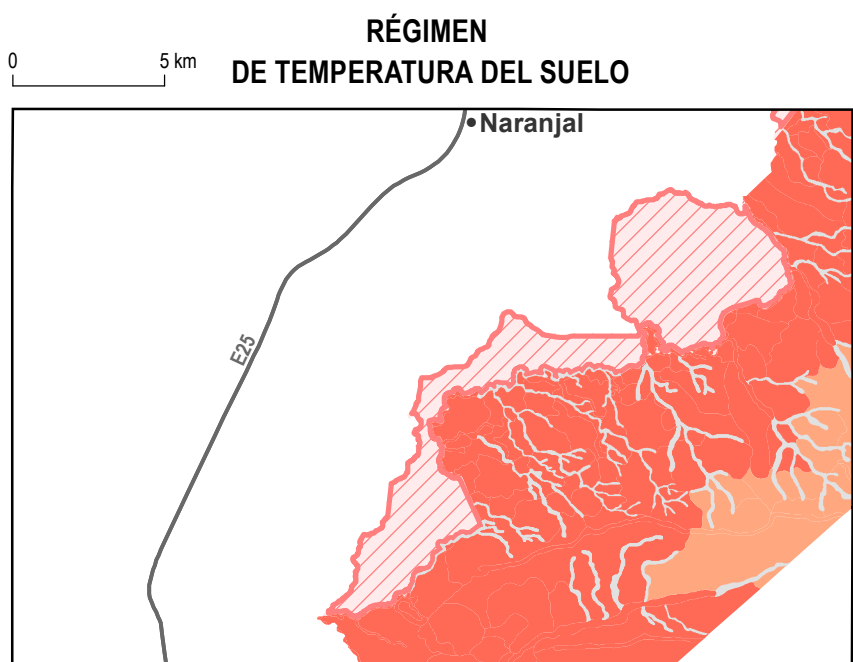 RÉGIMEN
DE TEMPERATURA DEL SUELO
0 5 km
Naranjal
E25